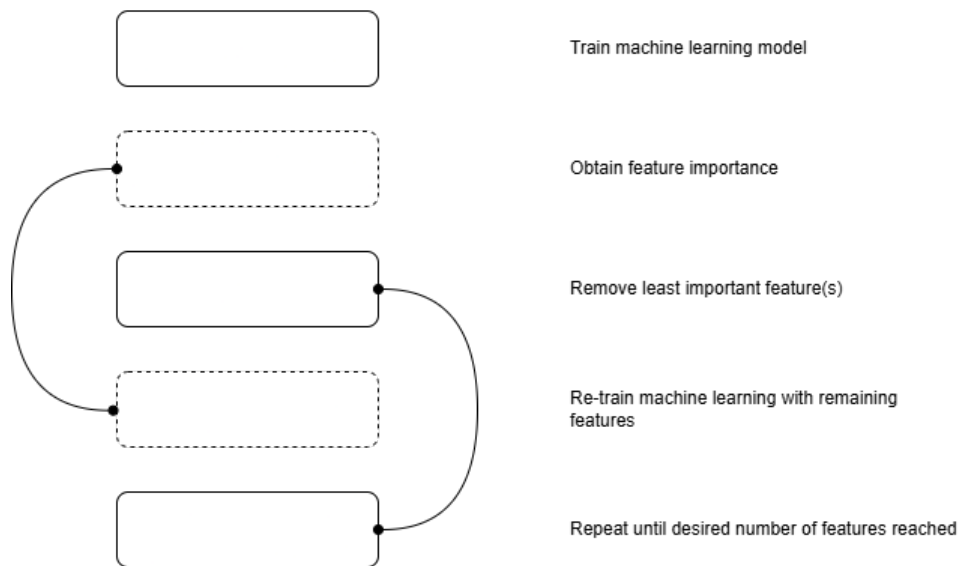 Train machine learning model
Obtain feature importance
Remove least important feature(s)
Re-train machine learning with remaining
features
Repeat until desired number of features reached